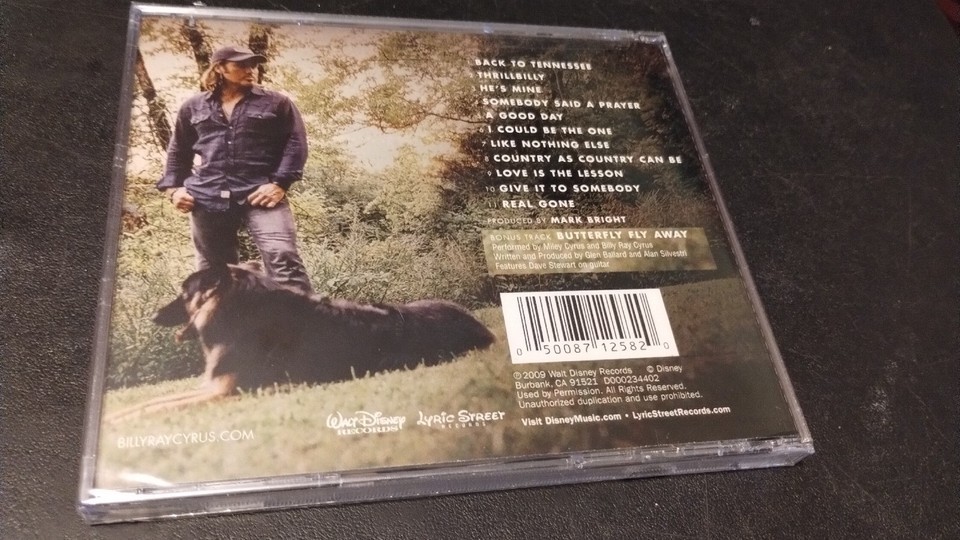 BACK TO TENNESSEE
THRILLBILLY
HE'S MINE
SOMEBODY SAID A PRAYER
A GOOD DAY
I COULD BE THE ONE
7 LIKE NOTHING ELSE
8 COUNTRY AS COUNTRY CAN BE
9 LOVE IS THE LESSON
10 GIVE IT TO SOMEBODY
11 REAL GONE
PRODUCED BY MARK BRIGHT
BONUS TRACK BUTTERFLY FLY AWAY
Performed by Miley Cyrus and Billy Ray Cyrus
Written and Produced by Glen Ballard and Alan Silvestri
Features Dave Stewart on guitar
0 50087 12582 0
℗ 2009 Walt Disney Records © Disney
Burbank, CA 91521 D000234402
Used by Permission. All Rights Reserved.
Unauthorized duplication and use prohibited.
Visit DisneyMusic.com • LyricStreetRecords.com
WALT DISNEY
RECORDS
LYRIC STREET
RECORDS
BILLYRAYCYRUS.COM